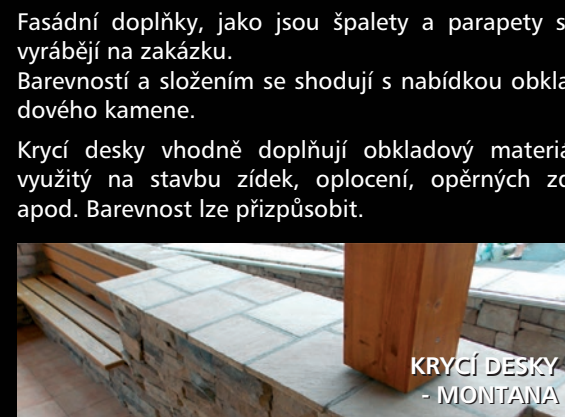 Fasádní doplňky, jako jsou špalety a parapety s
vyrábějí na zakázku.
Barevností a složením se shodují s nabídkou obkla
dového kamene.
Krycí desky vhodně doplňují obkladový materiá
využitý na stavbu zídek, oplocení, opěrných zd
apod. Barevnost lze přizpůsobit.
KRYCÍ DESKY
- MONTANA